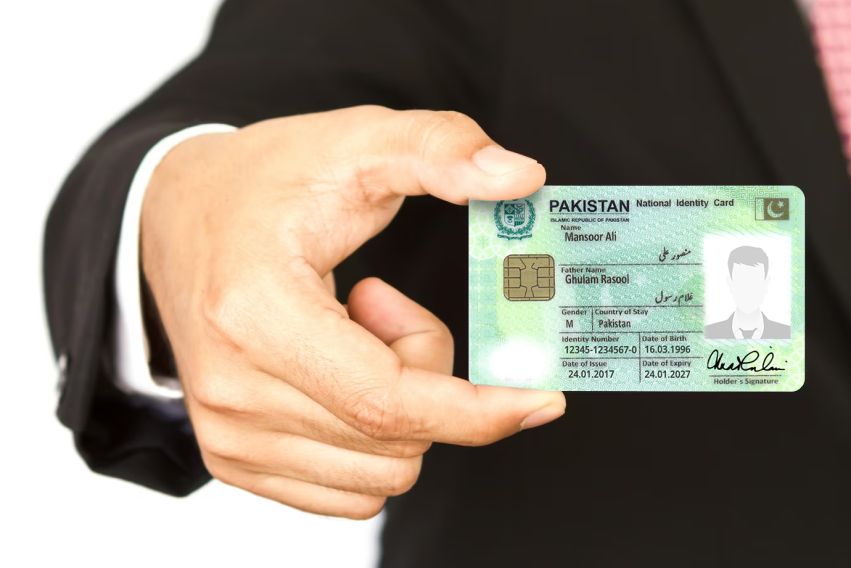 PAKISTAN National Identity Card
ISLAMIC REPUBLIC OF PAKISTAN
Name
Mansoor Ali
منصور علی
Father Name
Ghulam Rasool
غلام رسول
Gender Country of Stay
M Pakistan
Identity Number Date of Birth
12345-1234567-0 16.03.1996
Date of Issue Date of Expiry
24.01.2017 24.01.2027
Holder's Signature